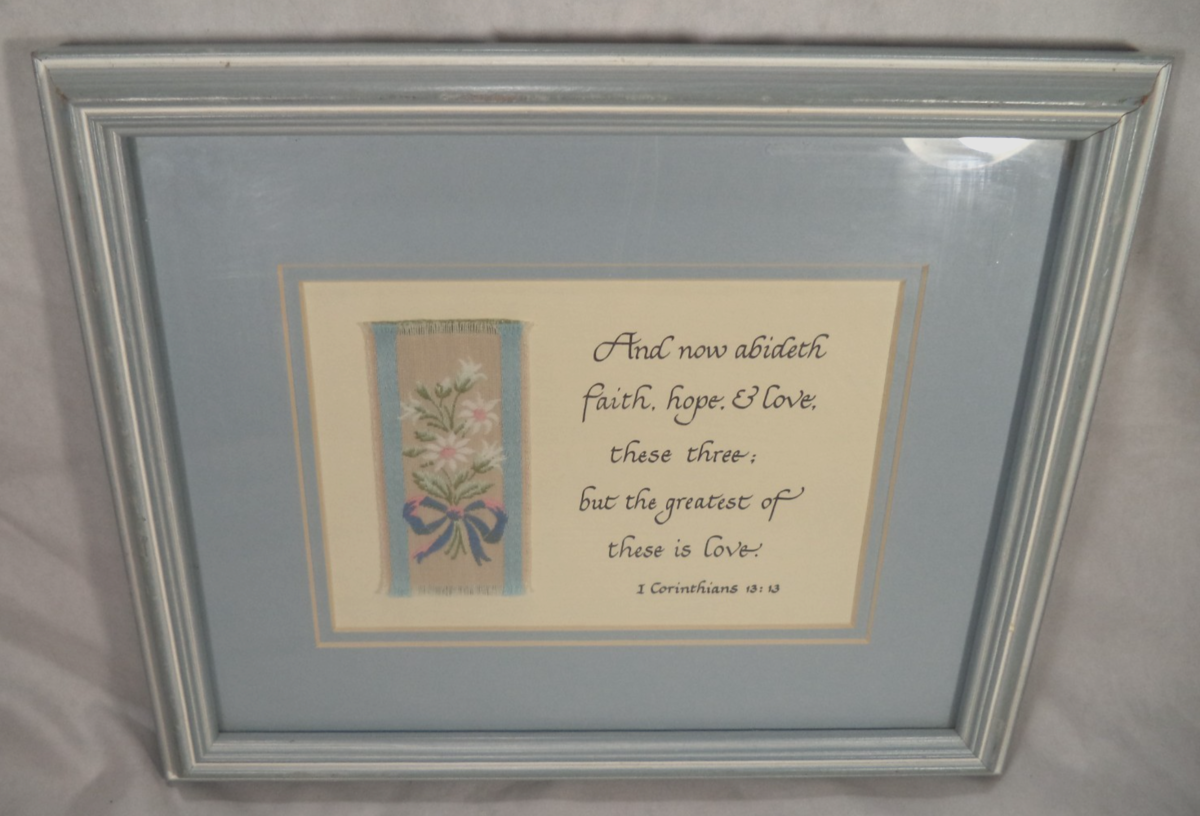 And now abideth
faith, hope, & love,
these three;
but the greatest of
these is love.
I Corinthians 13:13